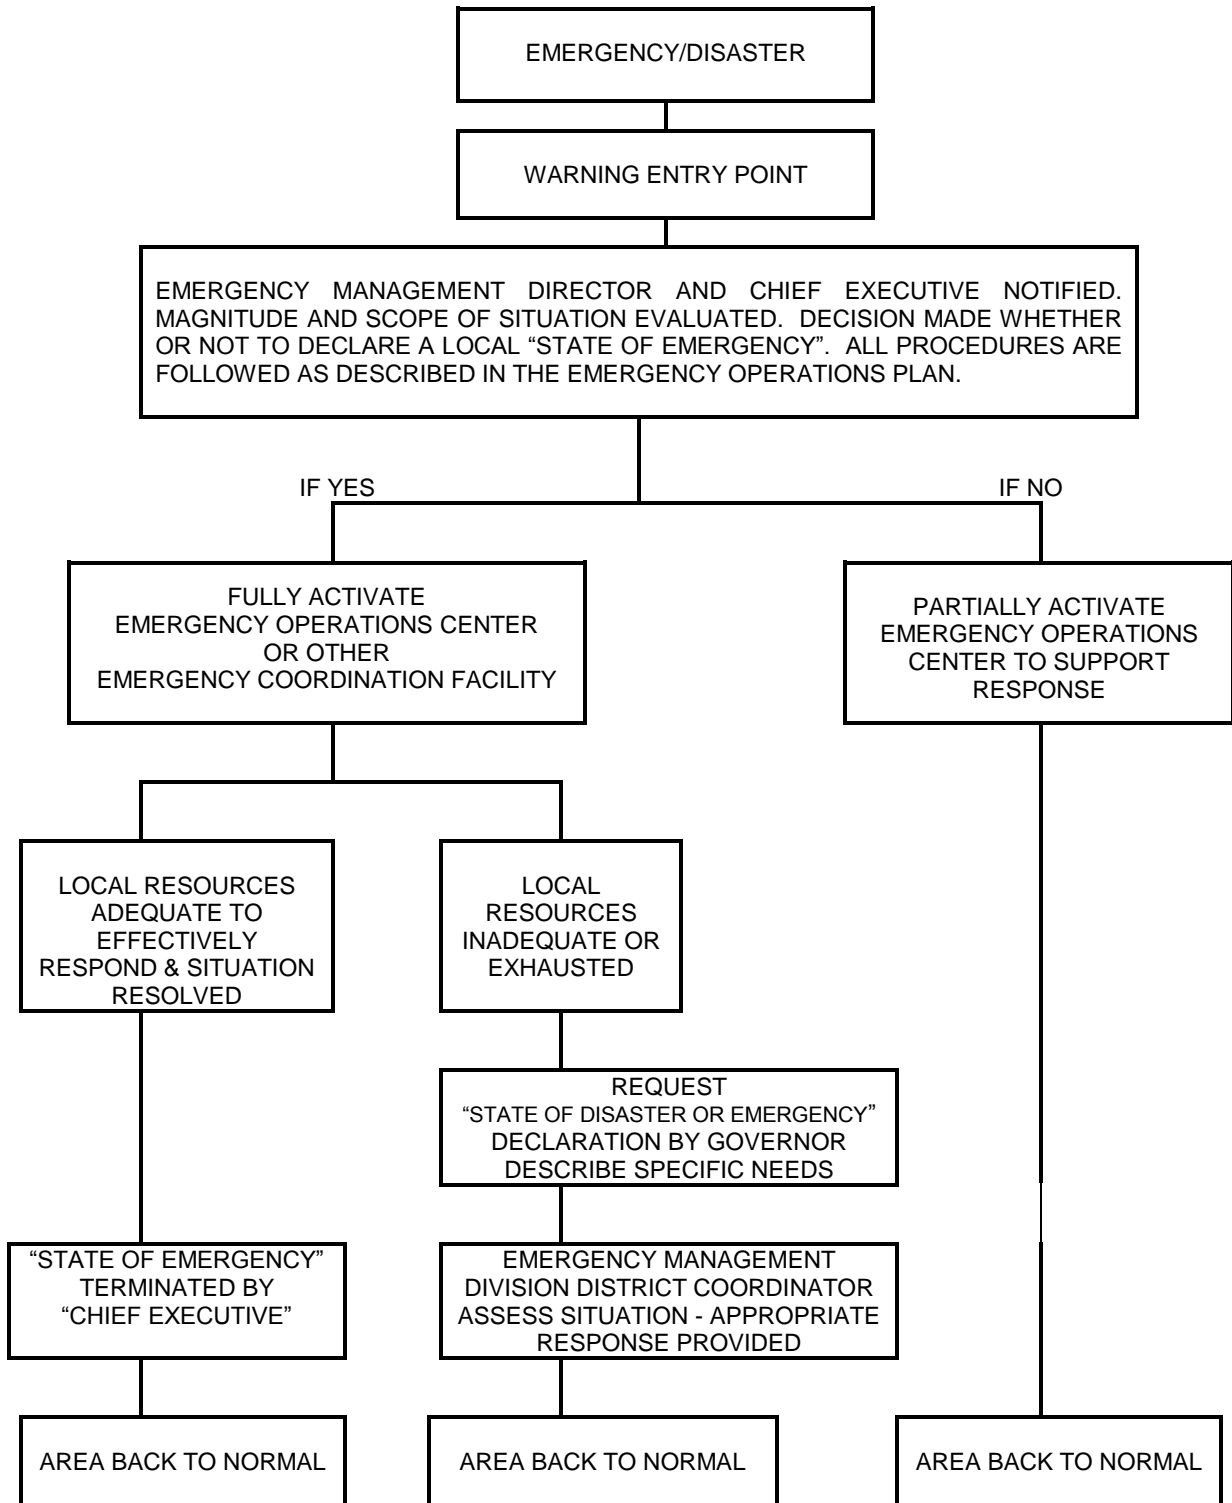 EMERGENCY/DISASTER
WARNING ENTRY POINT
EMERGENCY MANAGEMENT DIRECTOR AND CHIEF EXECUTIVE NOTIFIED.
MAGNITUDE AND SCOPE OF SITUATION EVALUATED. DECISION MADE WHETHER
OR NOT TO DECLARE A LOCAL “STATE OF EMERGENCY”. ALL PROCEDURES ARE
FOLLOWED AS DESCRIBED IN THE EMERGENCY OPERATIONS PLAN.
IF YES
IF NO
FULLY ACTIVATE
EMERGENCY OPERATIONS CENTER
OR OTHER
EMERGENCY COORDINATION FACILITY
PARTIALLY ACTIVATE
EMERGENCY OPERATIONS
CENTER TO SUPPORT
RESPONSE
LOCAL RESOURCES
ADEQUATE TO
EFFECTIVELY
RESPOND & SITUATION
RESOLVED
LOCAL
RESOURCES
INADEQUATE OR
EXHAUSTED
REQUEST
“STATE OF DISASTER OR EMERGENCY”
DECLARATION BY GOVERNOR
DESCRIBE SPECIFIC NEEDS
“STATE OF EMERGENCY”
TERMINATED BY
“CHIEF EXECUTIVE”
EMERGENCY MANAGEMENT
DIVISION DISTRICT COORDINATOR
ASSESS SITUATION - APPROPRIATE
RESPONSE PROVIDED
AREA BACK TO NORMAL
AREA BACK TO NORMAL
AREA BACK TO NORMAL